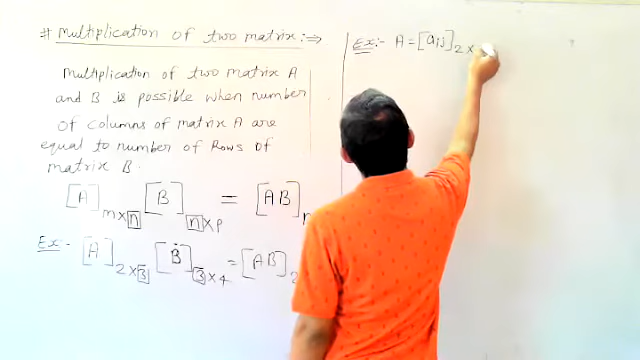 # Multiplication of two matrix :- ⇒
Multiplication of two matrix A
and B is possible when number
of columns of matrix A are
equal to number of Rows of
matrix B.
[A]m×n [B]n×p = [AB]
Ex:- [A]2×3 [B]3×4 = [AB]2
Ex:- A = [aij]2×